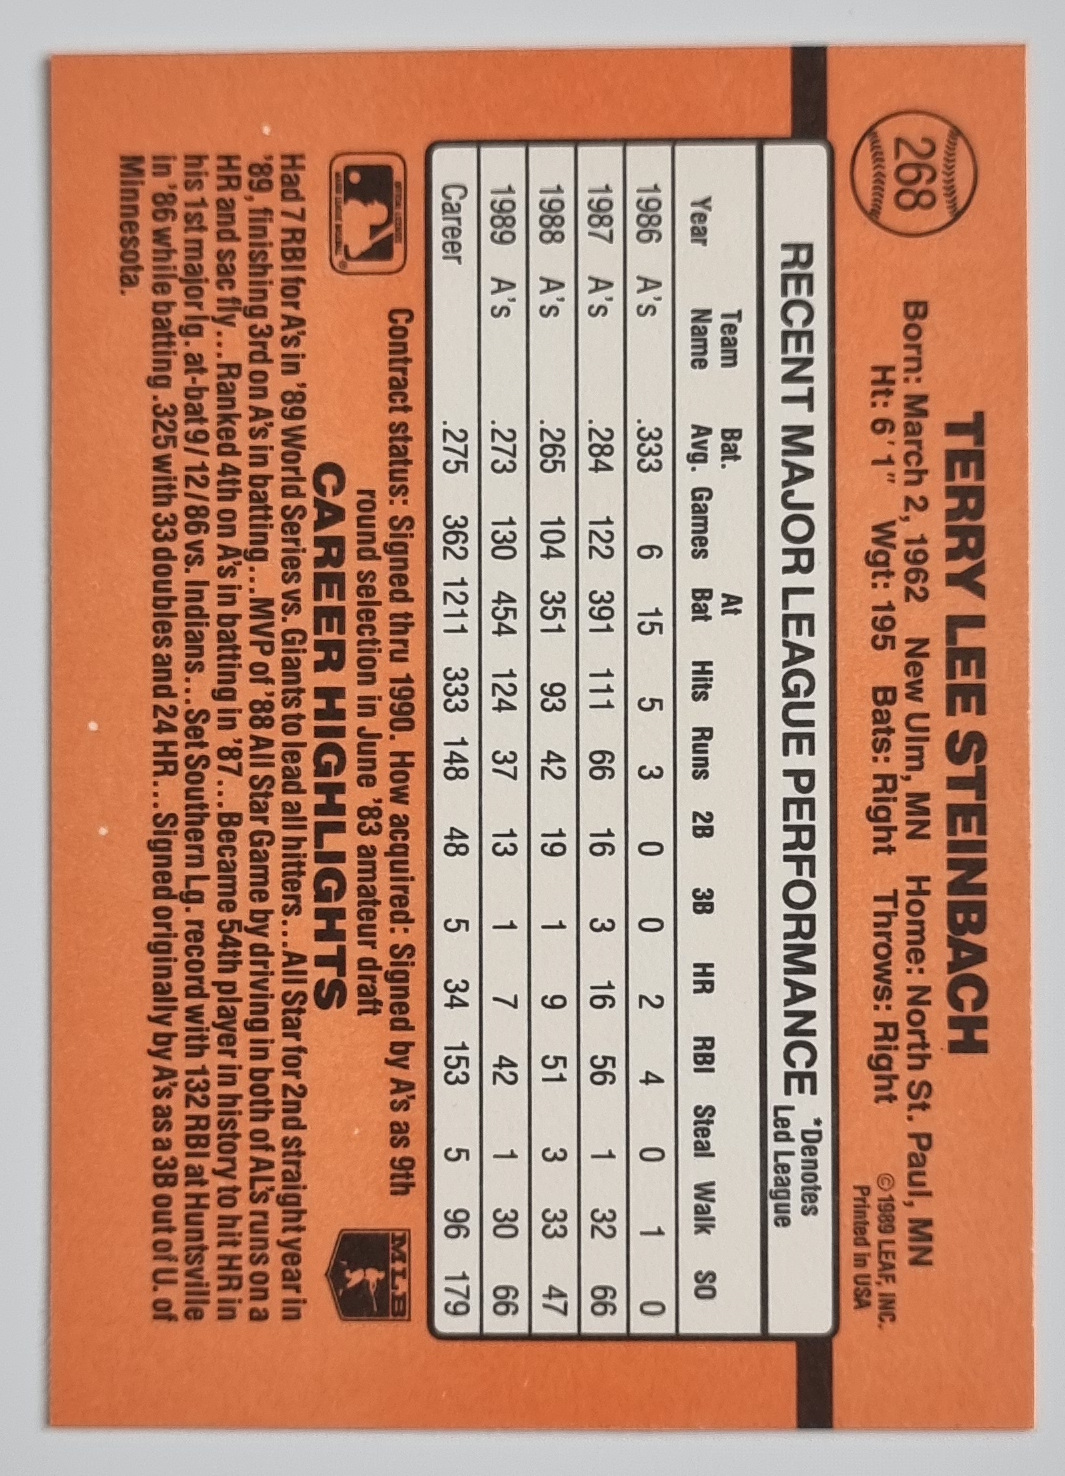 268
TERRY LEE STEINBACH
Born: March 2, 1962 New Ulm, MN Home: North St. Paul, MN
Ht: 6' 1" Wgt: 195 Bats: Right Throws: Right
©1989 LEAF, INC.
Printed in USA
RECENT MAJOR LEAGUE PERFORMANCE *Denotes
Led League
Team Bat. At
Year Name Avg. Games Bat Hits Runs 2B 3B HR RBI Steal Walk SO
1986 A's .333 6 15 5 3 0 0 2 4 0 1 0
1987 A's .284 122 391 111 66 16 3 16 56 1 32 66
1988 A's .265 104 351 93 42 19 1 9 51 3 33 47
1989 A's .273 130 454 124 37 13 1 7 42 1 30 66
Career .275 362 1211 333 148 48 5 34 153 5 96 179
Contract status: Signed thru 1990. How acquired: Signed by A's as 9th
round selection in June '83 amateur draft
CAREER HIGHLIGHTS
MLB
Had 7 RBI for A's in '89 World Series vs. Giants to lead all hitters...All Star for 2nd straight year in
'89, finishing 3rd on A's in batting...MVP of '88 All Star Game by driving in both of AL's runs on a
HR and sac fly...Ranked 4th on A's in batting in '87...Became 54th player in history to hit HR in
his 1st major lg. at-bat 9/12/86 vs. Indians...Set Southern Lg. record with 132 RBI at Huntsville
in '86 while batting .325 with 33 doubles and 24 HR...Signed originally by A's as a 3B out of U. of
Minnesota.